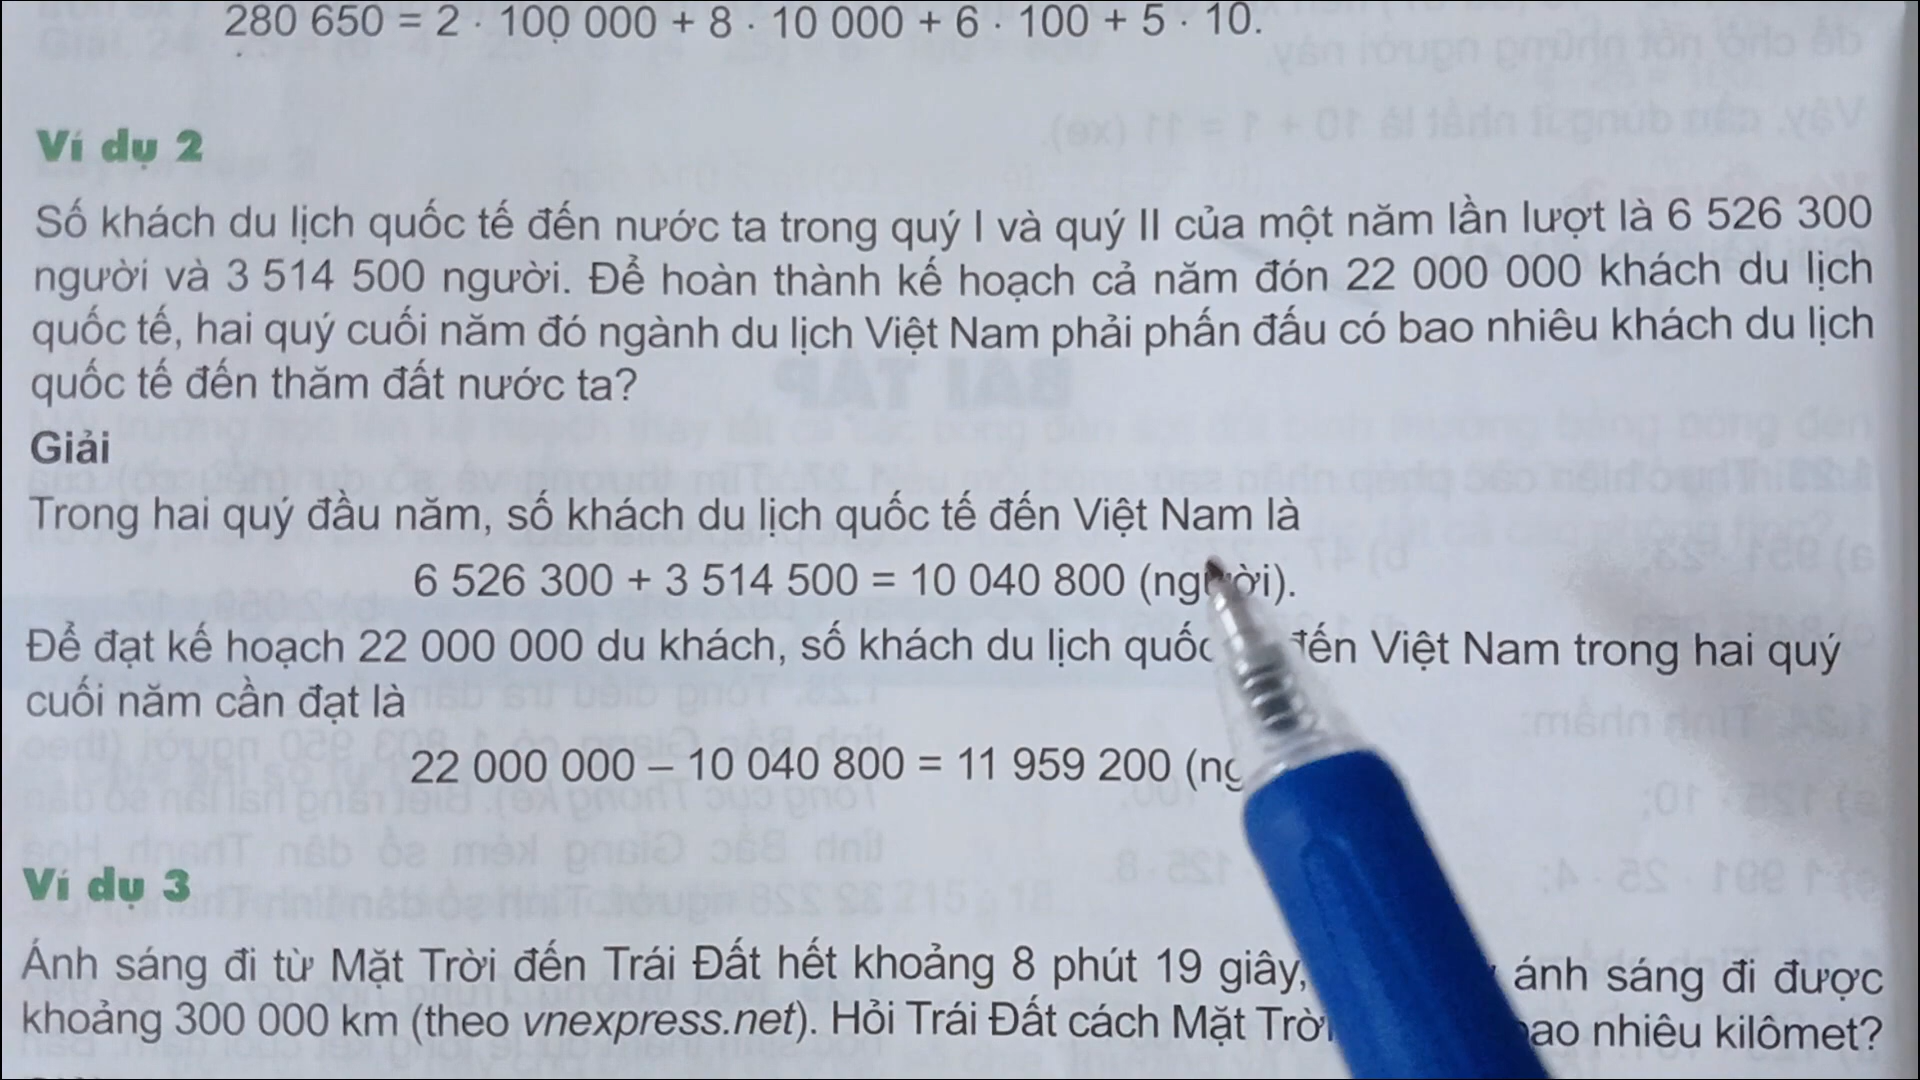 280 650 = 2 · 100 000 + 8 · 10 000 + 6 · 100 + 5 · 10.
Ví dụ 2
Số khách du lịch quốc tế đến nước ta trong quý I và quý II của một năm lần lượt là 6 526 300
người và 3 514 500 người. Để hoàn thành kế hoạch cả năm đón 22 000 000 khách du lịch
quốc tế, hai quý cuối năm đó ngành du lịch Việt Nam phải phấn đấu có bao nhiêu khách du lịch
quốc tế đến thăm đất nước ta?
Giải
Trong hai quý đầu năm, số khách du lịch quốc tế đến Việt Nam là
6 526 300 + 3 514 500 = 10 040 800 (người).
Để đạt kế hoạch 22 000 000 du khách, số khách du lịch quốc đến Việt Nam trong hai quý
cuối năm cần đạt là
22 000 000 – 10 040 800 = 11 959 200
Ví dụ 3
Ánh sáng đi từ Mặt Trời đến Trái Đất hết khoảng 8 phút 19 giây, ánh sáng đi được
khoảng 300 000 km (theo vnexpress.net). Hỏi Trái Đất cách Mặt Trời bao nhiêu kilômet?